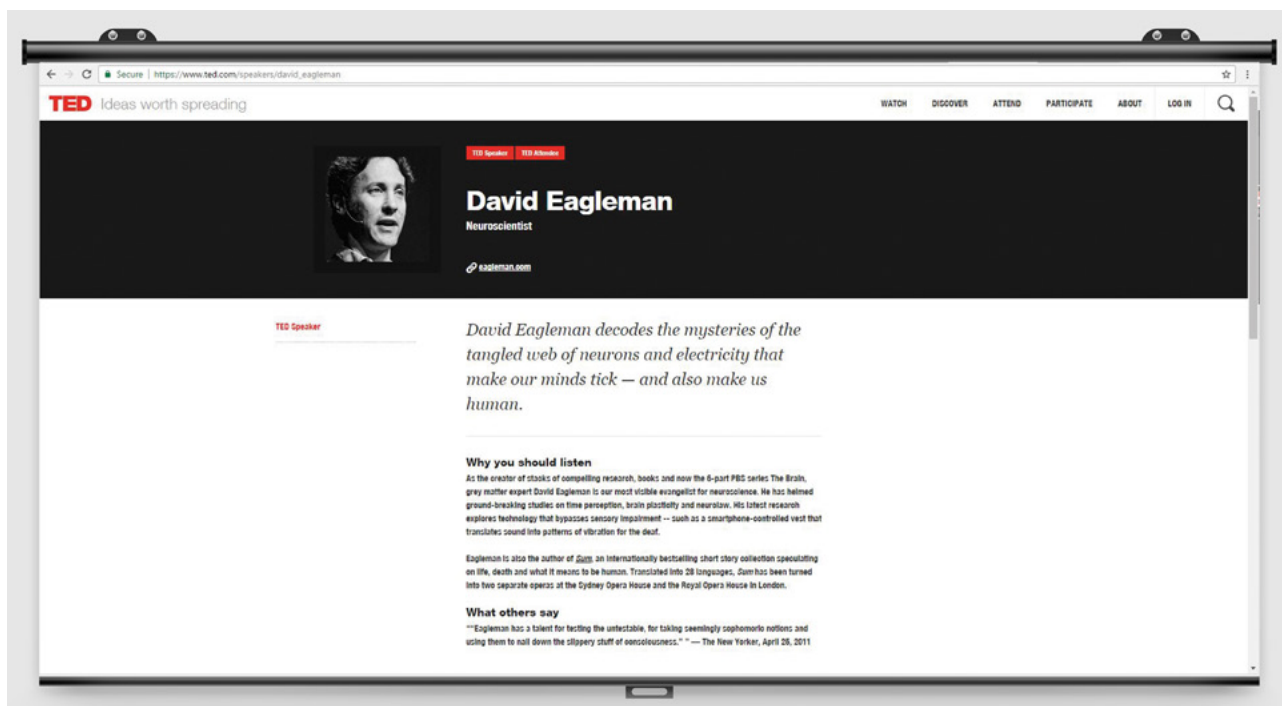 Secure | https://www.ted.com/speakers/david_eagleman
TED Ideas worth spreading
WATCH DISCOVER ATTEND PARTICIPATE ABOUT LOG IN
TED Speaker TED Attendee
David Eagleman
Neuroscientist
eagleman.com
TED Speaker
David Eagleman decodes the mysteries of the
tangled web of neurons and electricity that
make our minds tick — and also make us
human.
Why you should listen
As the creator of stacks of compelling research, books and now the 6-part PBS series The Brain,
grey matter expert David Eagleman is our most visible evangelist for neuroscience. He has helmed
ground-breaking studies on time perception, brain plasticity and neurolaw. His latest research
explores technology that bypasses sensory impairment -- such as a smartphone-controlled vest that
translates sound into patterns of vibration for the deaf.
Eagleman is also the author of Sum, an internationally bestselling short story collection speculating
on life, death and what it means to be human. Translated into 28 languages, Sum has been turned
into two separate operas at the Sydney Opera House and the Royal Opera House in London.
What others say
““Eagleman has a talent for testing the untestable, for taking seemingly sophomoric notions and
using them to nail down the slippery stuff of consciousness.” ” — The New Yorker, April 25, 2011